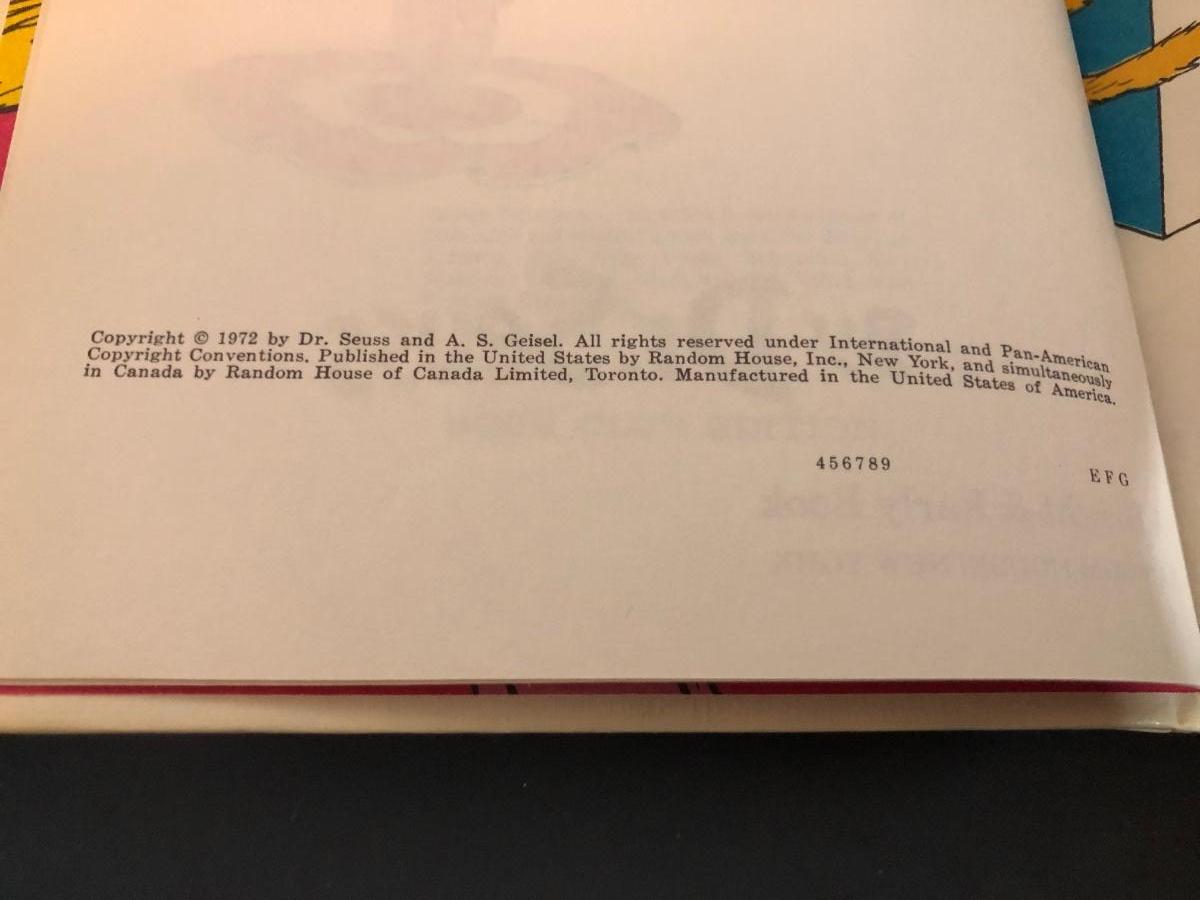 Copyright © 1972 by Dr. Seuss and A. S. Geisel. All rights reserved under International and Pan-American
Copyright Conventions. Published in the United States by Random House, Inc., New York, and simultaneously
in Canada by Random House of Canada Limited, Toronto. Manufactured in the United States of America.
456789
EFG